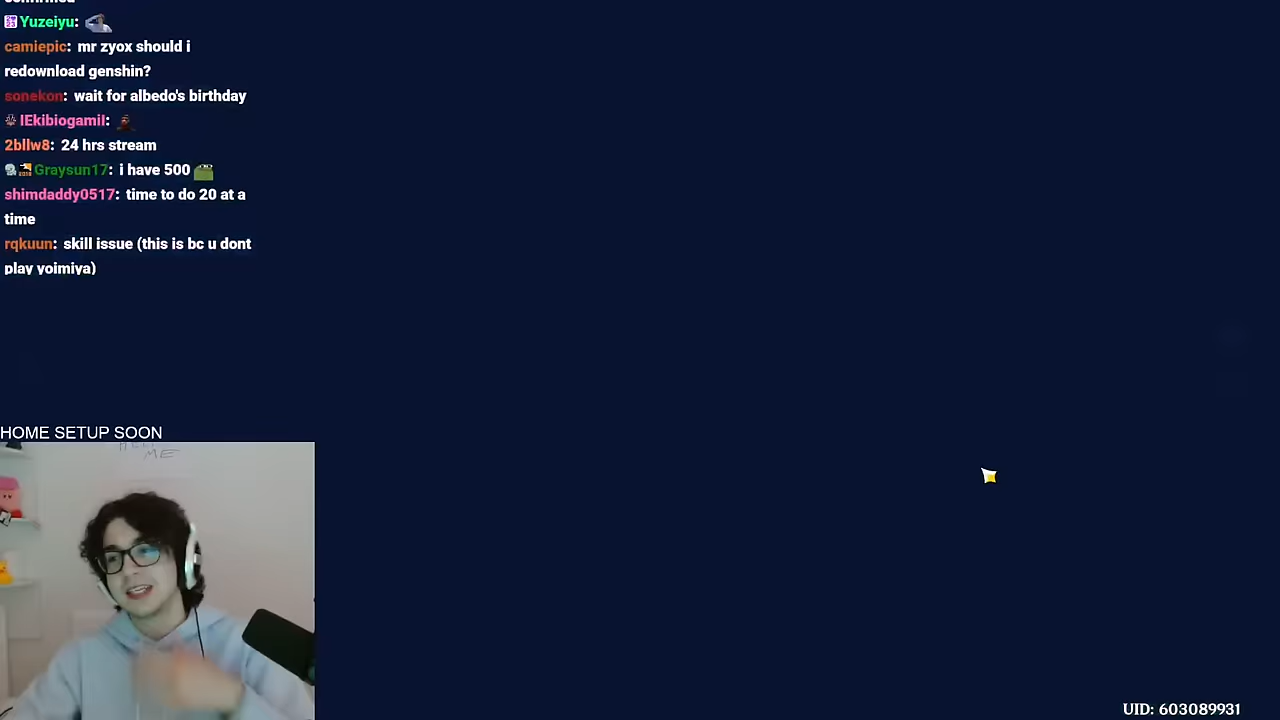 Yuzeiyu:
camiepic: mr zyox should i
redownload genshin?
sonekon: wait for albedo's birthday
IEkibiogamiI:
2bllw8: 24 hrs stream
Graysun17: i have 500
shimdaddy0517: time to do 20 at a
time
rqkuun: skill issue (this is bc u dont
play yoimiya)
HOME SETUP SOON
ME
UID: 603089931